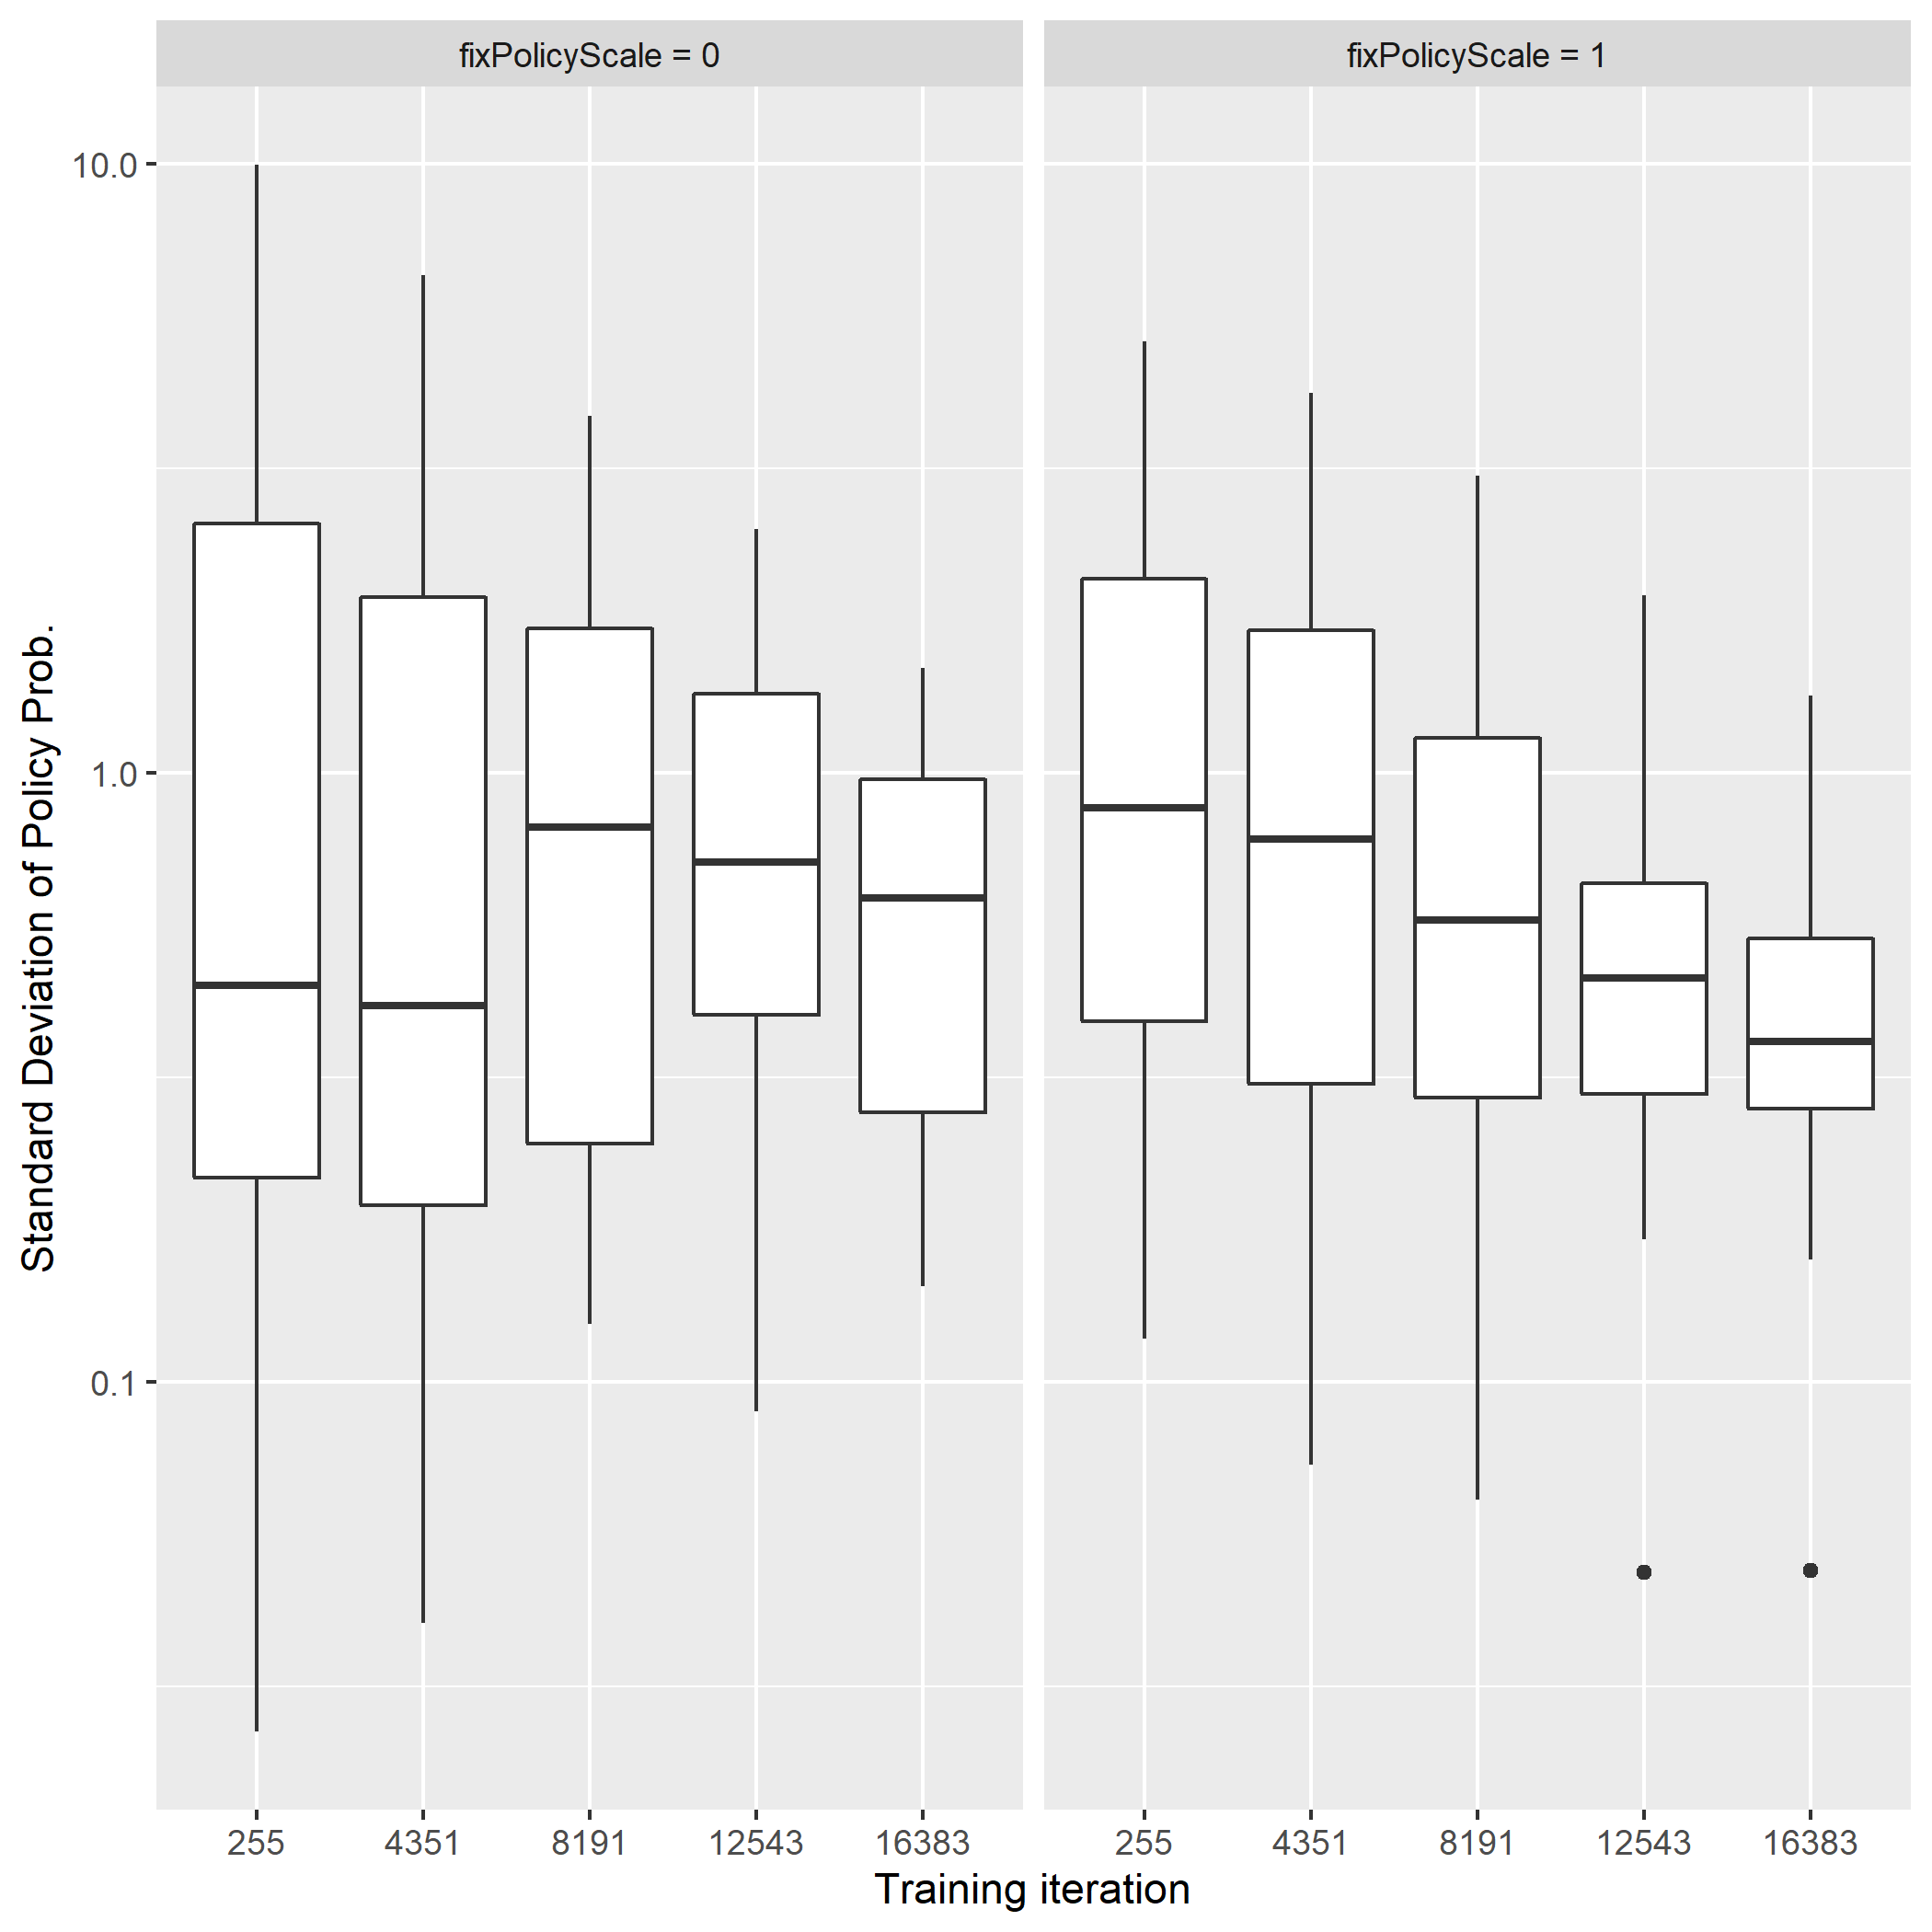 fixPolicyScale = 0
fixPolicyScale = 1
Standard Deviation of Policy Prob.
10.0
1.0
0.1
255 4351 8191 12543 16383
255 4351 8191 12543 16383
Training iteration